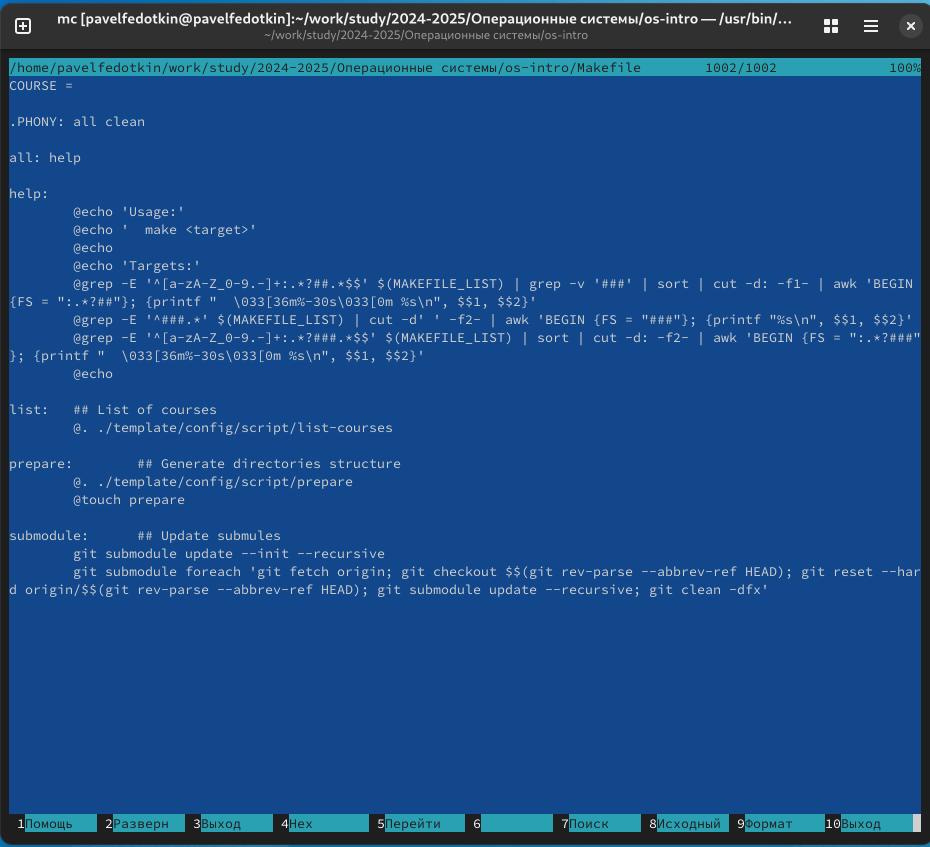 mc [pavelfedotkin@pavelfedotkin]:~/work/study/2024-2025/Операционные системы/os-intro — /usr/bin/…
~/work/study/2024-2025/Операционные системы/os-intro
/home/pavelfedotkin/work/study/2024-2025/Операционные системы/os-intro/Makefile 1002/1002 100%
COURSE =
.PHONY: all clean
all: help
help:
@echo 'Usage:'
@echo '  make <target>'
@echo
@echo 'Targets:'
@grep -E '^[a-zA-Z_0-9.-]+:.*?##.*$$' $(MAKEFILE_LIST) | grep -v '###' | sort | cut -d: -f1- | awk 'BEGIN
{FS = ":.*?##"}; {printf "  \033[36m%-30s\033[0m %s\n", $$1, $$2}'
@grep -E '^###.*' $(MAKEFILE_LIST) | cut -d' ' -f2- | awk 'BEGIN {FS = "###"}; {printf "%s\n", $$1, $$2}'
@grep -E '^[a-zA-Z_0-9.-]+:.*?###.*$$' $(MAKEFILE_LIST) | sort | cut -d: -f2- | awk 'BEGIN {FS = ":.*?###"
}; {printf "  \033[36m%-30s\033[0m %s\n", $$1, $$2}'
@echo
list:   ## List of courses
@. ./template/config/script/list-courses
prepare:        ## Generate directories structure
@. ./template/config/script/prepare
@touch prepare
submodule:      ## Update submules
git submodule update --init --recursive
git submodule foreach 'git fetch origin; git checkout $$(git rev-parse --abbrev-ref HEAD); git reset --har
d origin/$$(git rev-parse --abbrev-ref HEAD); git submodule update --recursive; git clean -dfx'
1Помощь 2Разверн 3Выход 4Hex 5Перейти 6 7Поиск 8Исходный 9Формат 10Выход